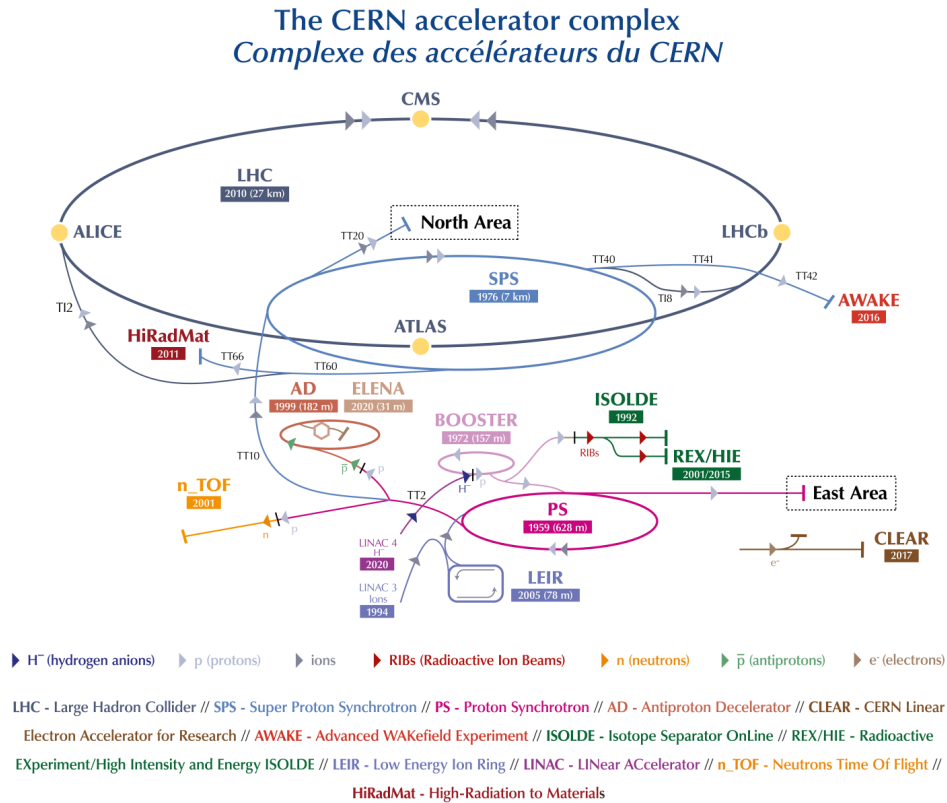 The CERN accelerator complex
Complexe des accélérateurs du CERN
CMS
LHC
2010 (27 km)
North Area
TT20
ALICE
LHCb
TT40
TT41
TT42
SPS
1976 (7 km)
TI8
TI2
AWAKE
2016
ATLAS
HiRadMat
2011
TT66
TT60
AD
1999 (182 m)
ELENA
2020 (31 m)
ISOLDE
1992
BOOSTER
1972 (157 m)
RIBs
REX/HIE
2001/2015
TT10
p̅
p
H⁻
p
n_TOF
2001
TT2
East Area
PS
1959 (628 m)
n
p
LINAC 4
H⁻
2020
CLEAR
2017
e-
LINAC 3
Ions
1994
LEIR
2005 (78 m)
H⁻ (hydrogen anions)
p (protons)
ions
RIBs (Radioactive Ion Beams)
n (neutrons)
p̅ (antiprotons)
e- (electrons)
LHC - Large Hadron Collider // SPS - Super Proton Synchrotron // PS - Proton Synchrotron // AD - Antiproton Decelerator // CLEAR - CERN Linear
Electron Accelerator for Research // AWAKE - Advanced WAKefield Experiment // ISOLDE - Isotope Separator OnLine // REX/HIE - Radioactive
EXperiment/High Intensity and Energy ISOLDE // LEIR - Low Energy Ion Ring // LINAC - LINear ACcelerator // n_TOF - Neutrons Time Of Flight //
HiRadMat - High-Radiation to Materials